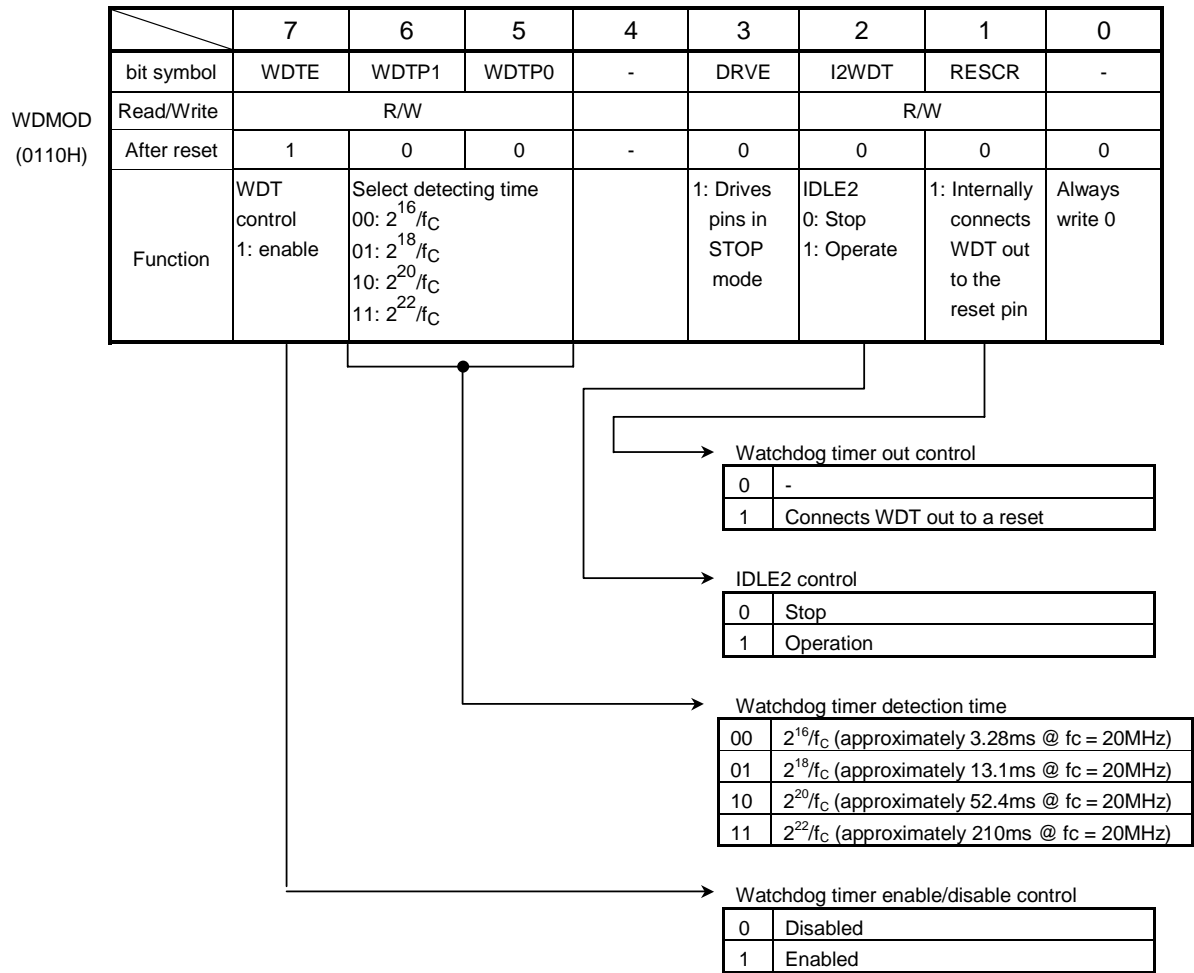 7 6 5 4 3 2 1 0
bit symbol WDTE WDTP1 WDTP0 - DRVE I2WDT RESCR -
WDMOD
(0110H)
Read/Write R/W R/W
After reset 1 0 0 - 0 0 0 0
Function
WDT
control
1: enable
Select detecting time
00: 2^16/fC
01: 2^18/fC
10: 2^20/fC
11: 2^22/fC
1: Drives
pins in
STOP
mode
IDLE2
0: Stop
1: Operate
1: Internally
connects
WDT out
to the
reset pin
Always
write 0
Watchdog timer out control
0 -
1 Connects WDT out to a reset
IDLE2 control
0 Stop
1 Operation
Watchdog timer detection time
00 2^16/fC (approximately 3.28ms @ fc = 20MHz)
01 2^18/fC (approximately 13.1ms @ fc = 20MHz)
10 2^20/fC (approximately 52.4ms @ fc = 20MHz)
11 2^22/fC (approximately 210ms @ fc = 20MHz)
Watchdog timer enable/disable control
0 Disabled
1 Enabled